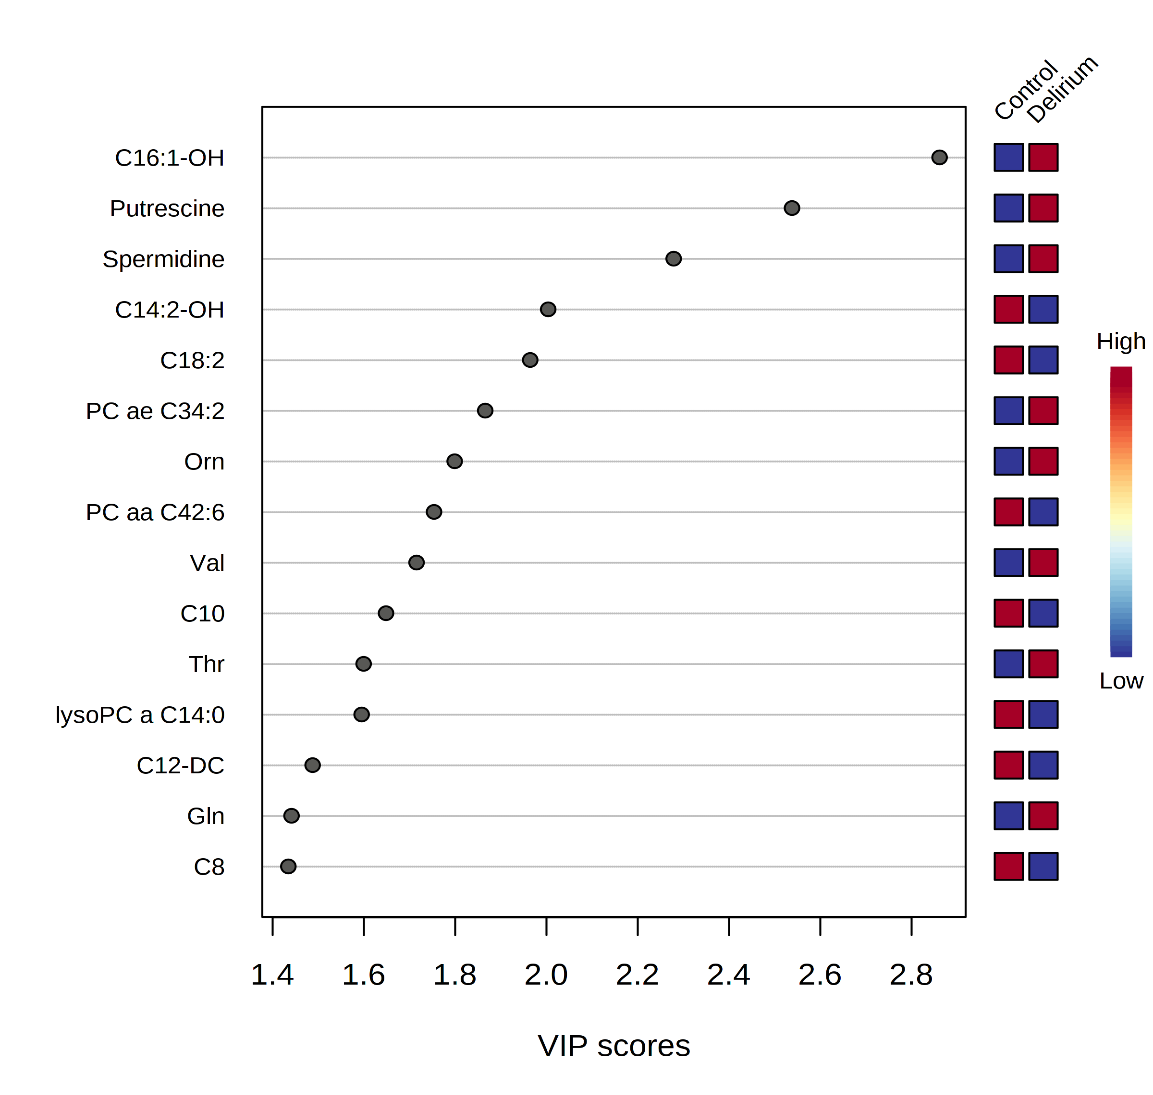 Control
Delirium
C16:1-OH
Putrescine
Spermidine
C14:2-OH
C18:2
PC ae C34:2
Orn
PC aa C42:6
Val
C10
Thr
lysoPC a C14:0
C12-DC
Gln
C8
High
Low
1.4 1.6 1.8 2.0 2.2 2.4 2.6 2.8
VIP scores